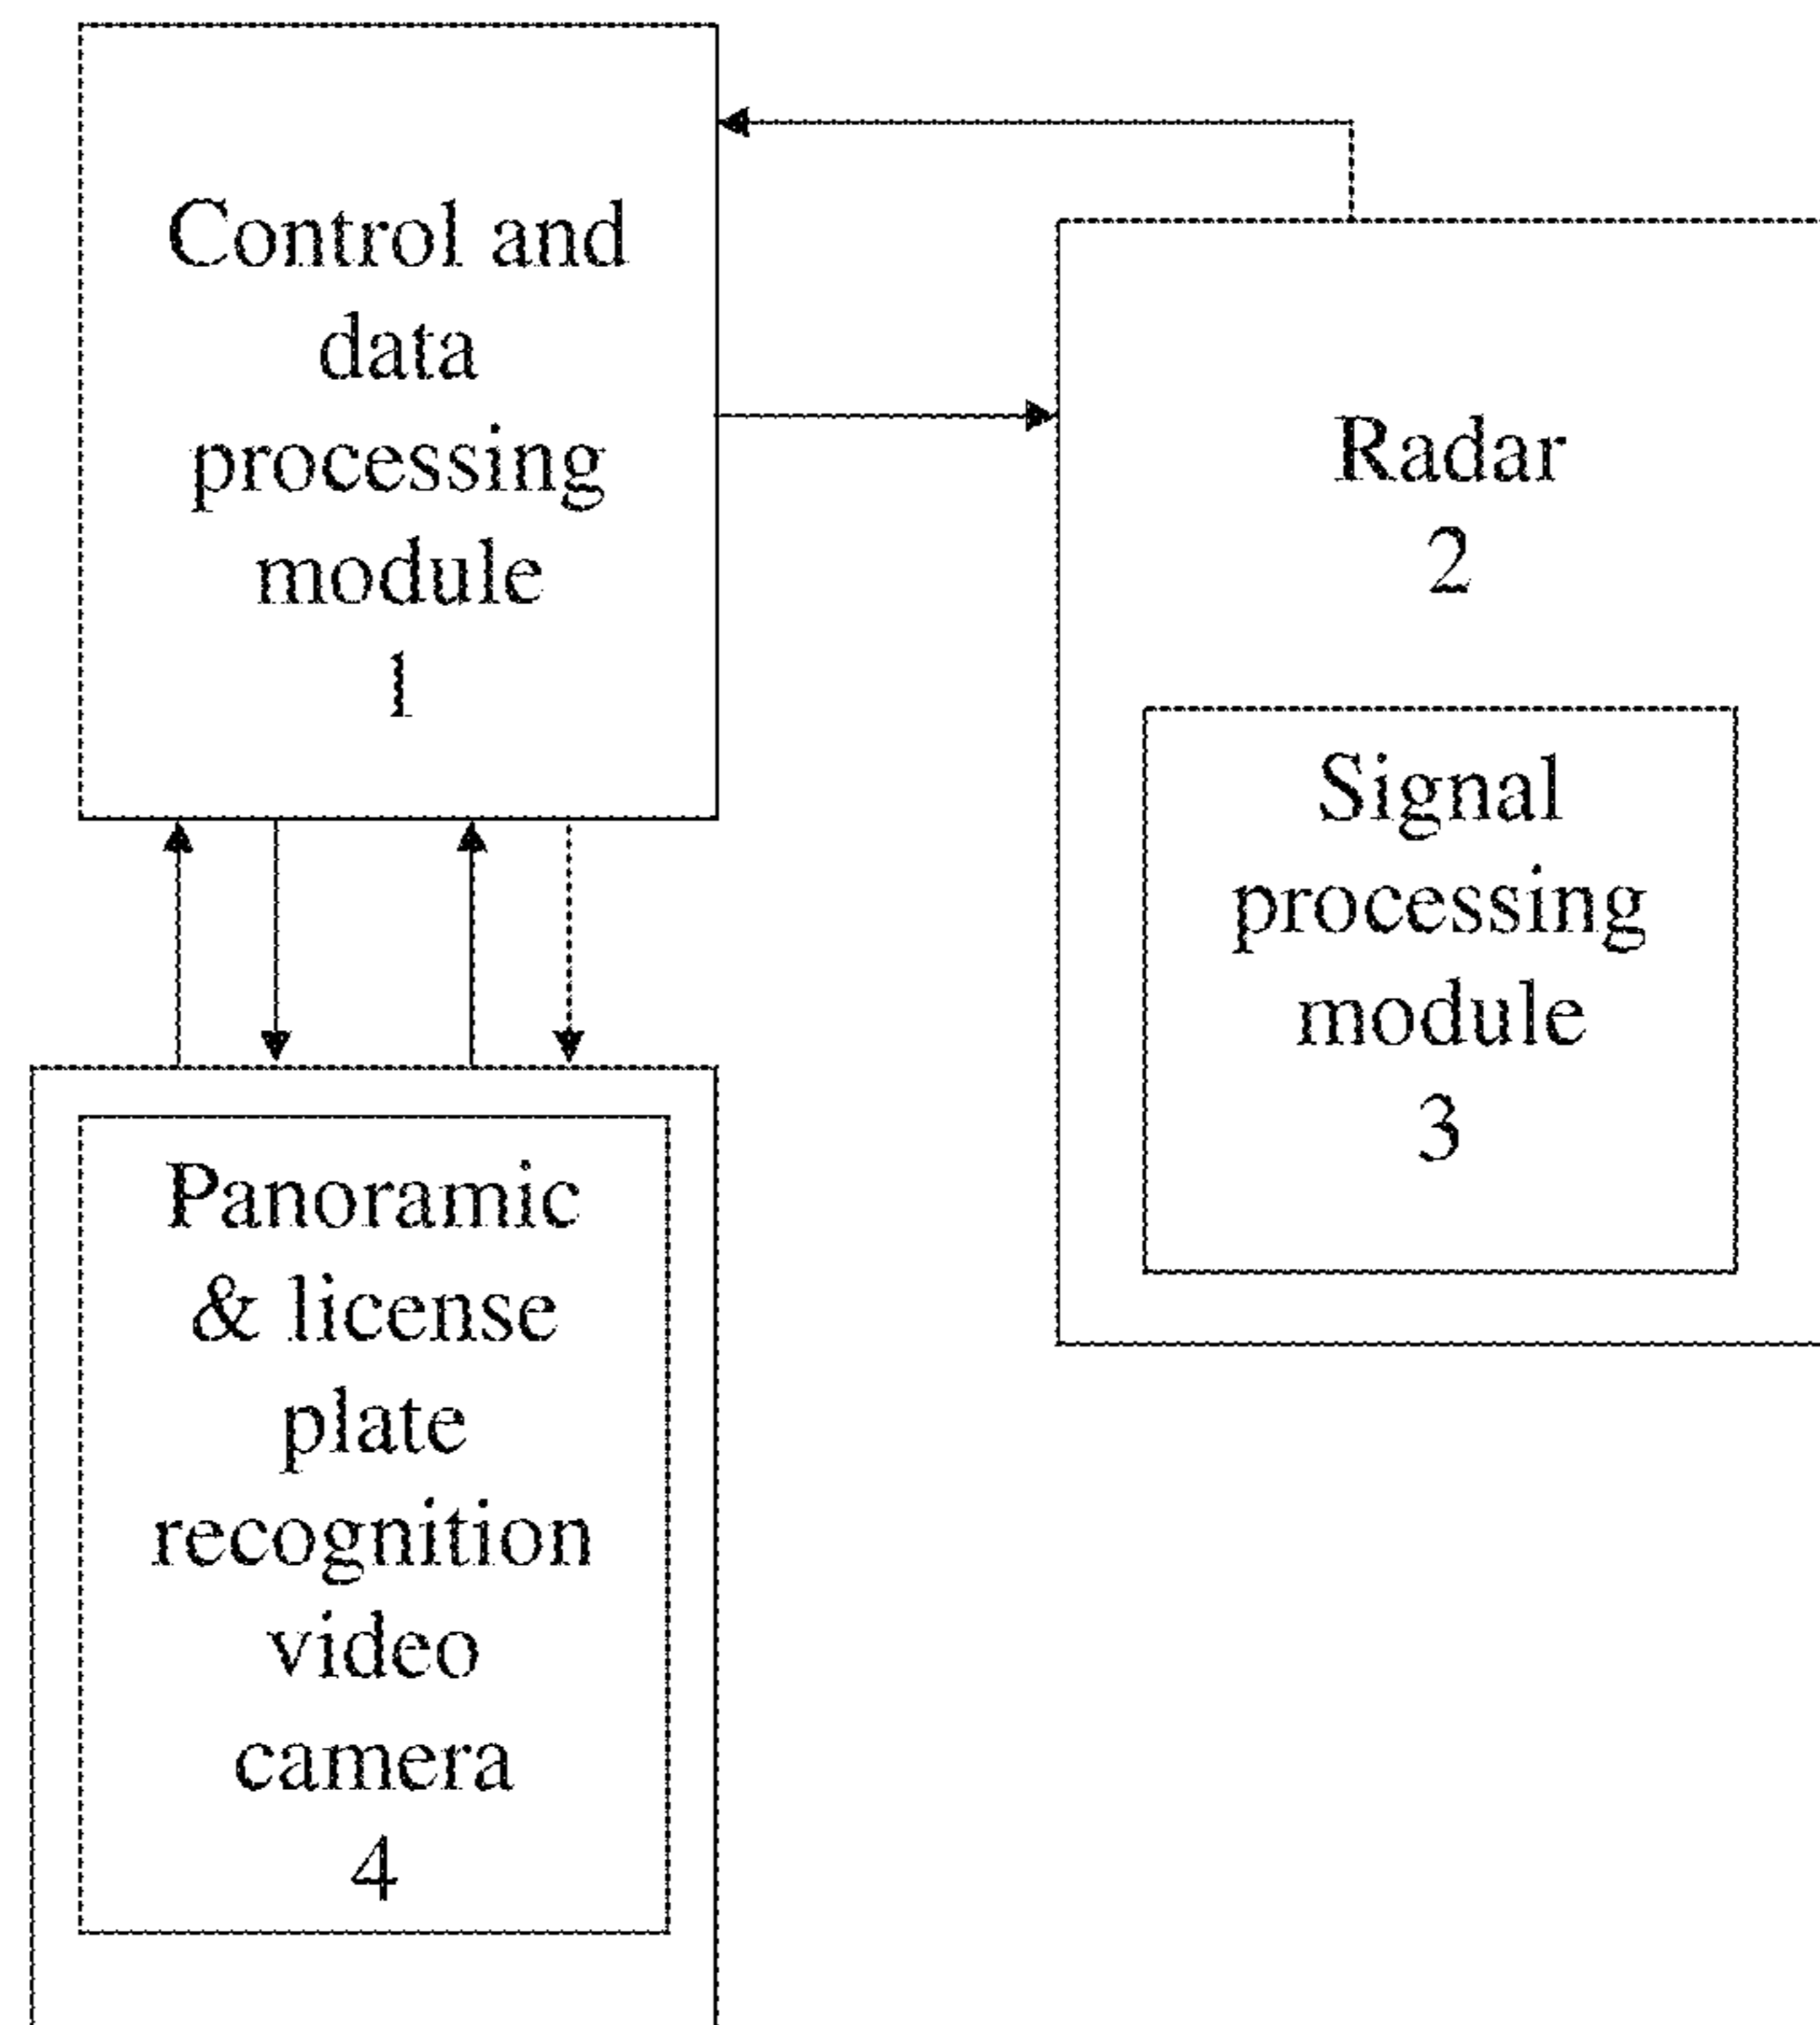 Control and
data
processing
module
1
Radar
2
Signal
processing
module
3
Panoramic
& license
plate
recognition
video
camera
4